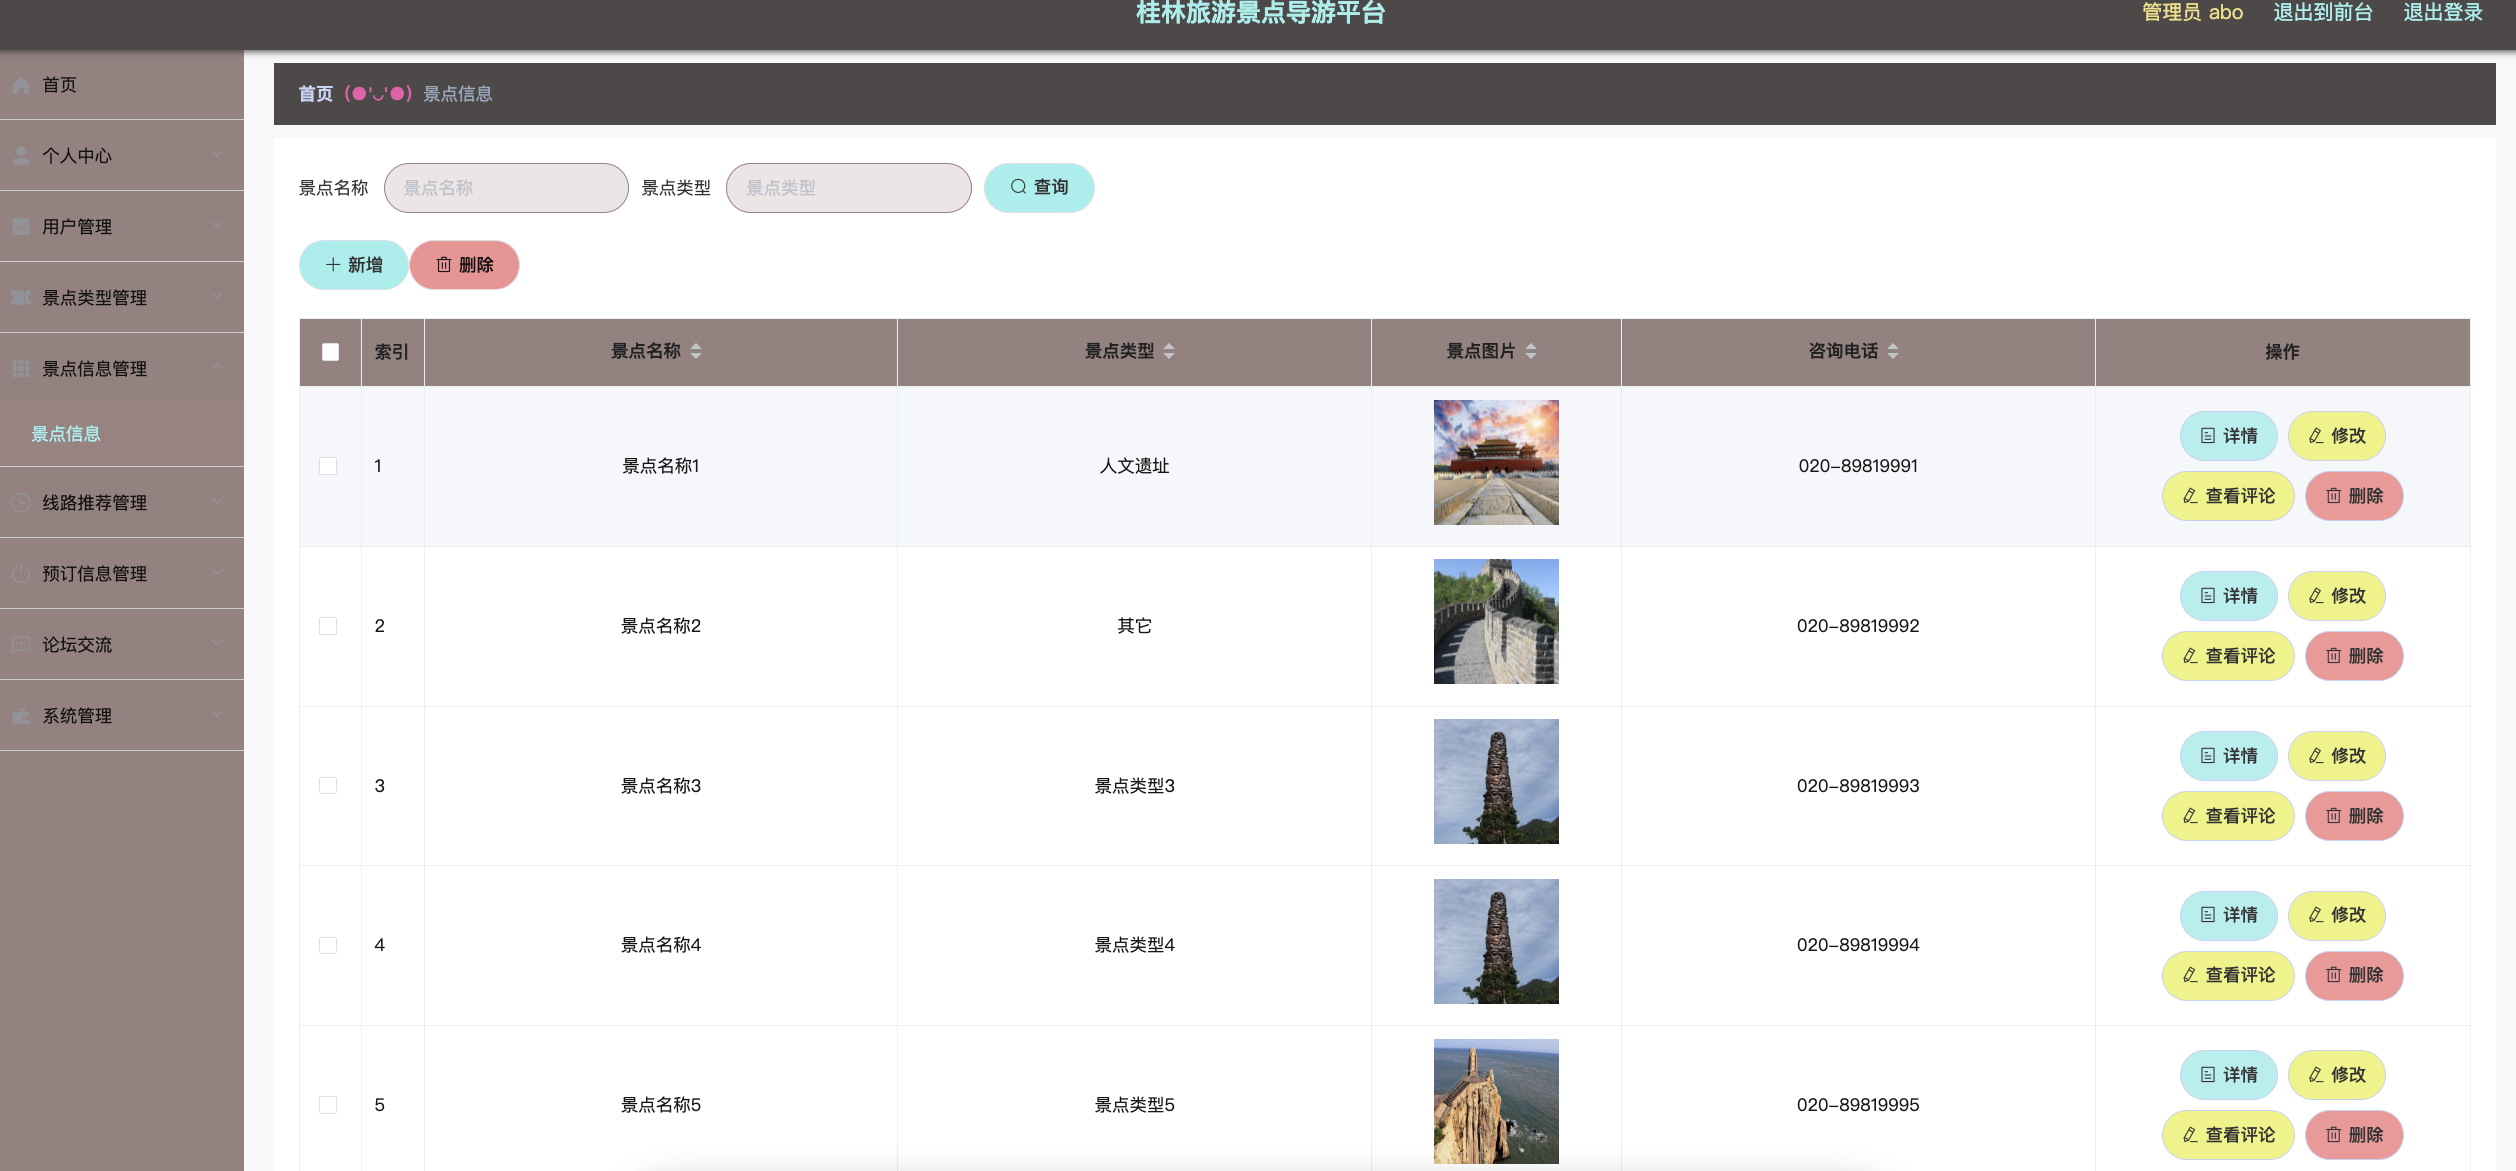 桂林旅游景点导游平台
管理员 abo 退出到前台 退出登录
首页
个人中心
用户管理
景点类型管理
景点信息管理
景点信息
线路推荐管理
预订信息管理
论坛交流
系统管理
首页 (●'◡'●) 景点信息
景点名称 景点名称 景点类型 景点类型 查询
新增 删除
索引 景点名称 景点类型 景点图片 咨询电话 操作
1 景点名称1 人文遗址 020-89819991 详情 修改
查看评论 删除
2 景点名称2 其它 020-89819992 详情 修改
查看评论 删除
3 景点名称3 景点类型3 020-89819993 详情 修改
查看评论 删除
4 景点名称4 景点类型4 020-89819994 详情 修改
查看评论 删除
5 景点名称5 景点类型5 020-89819995 详情 修改
查看评论 删除